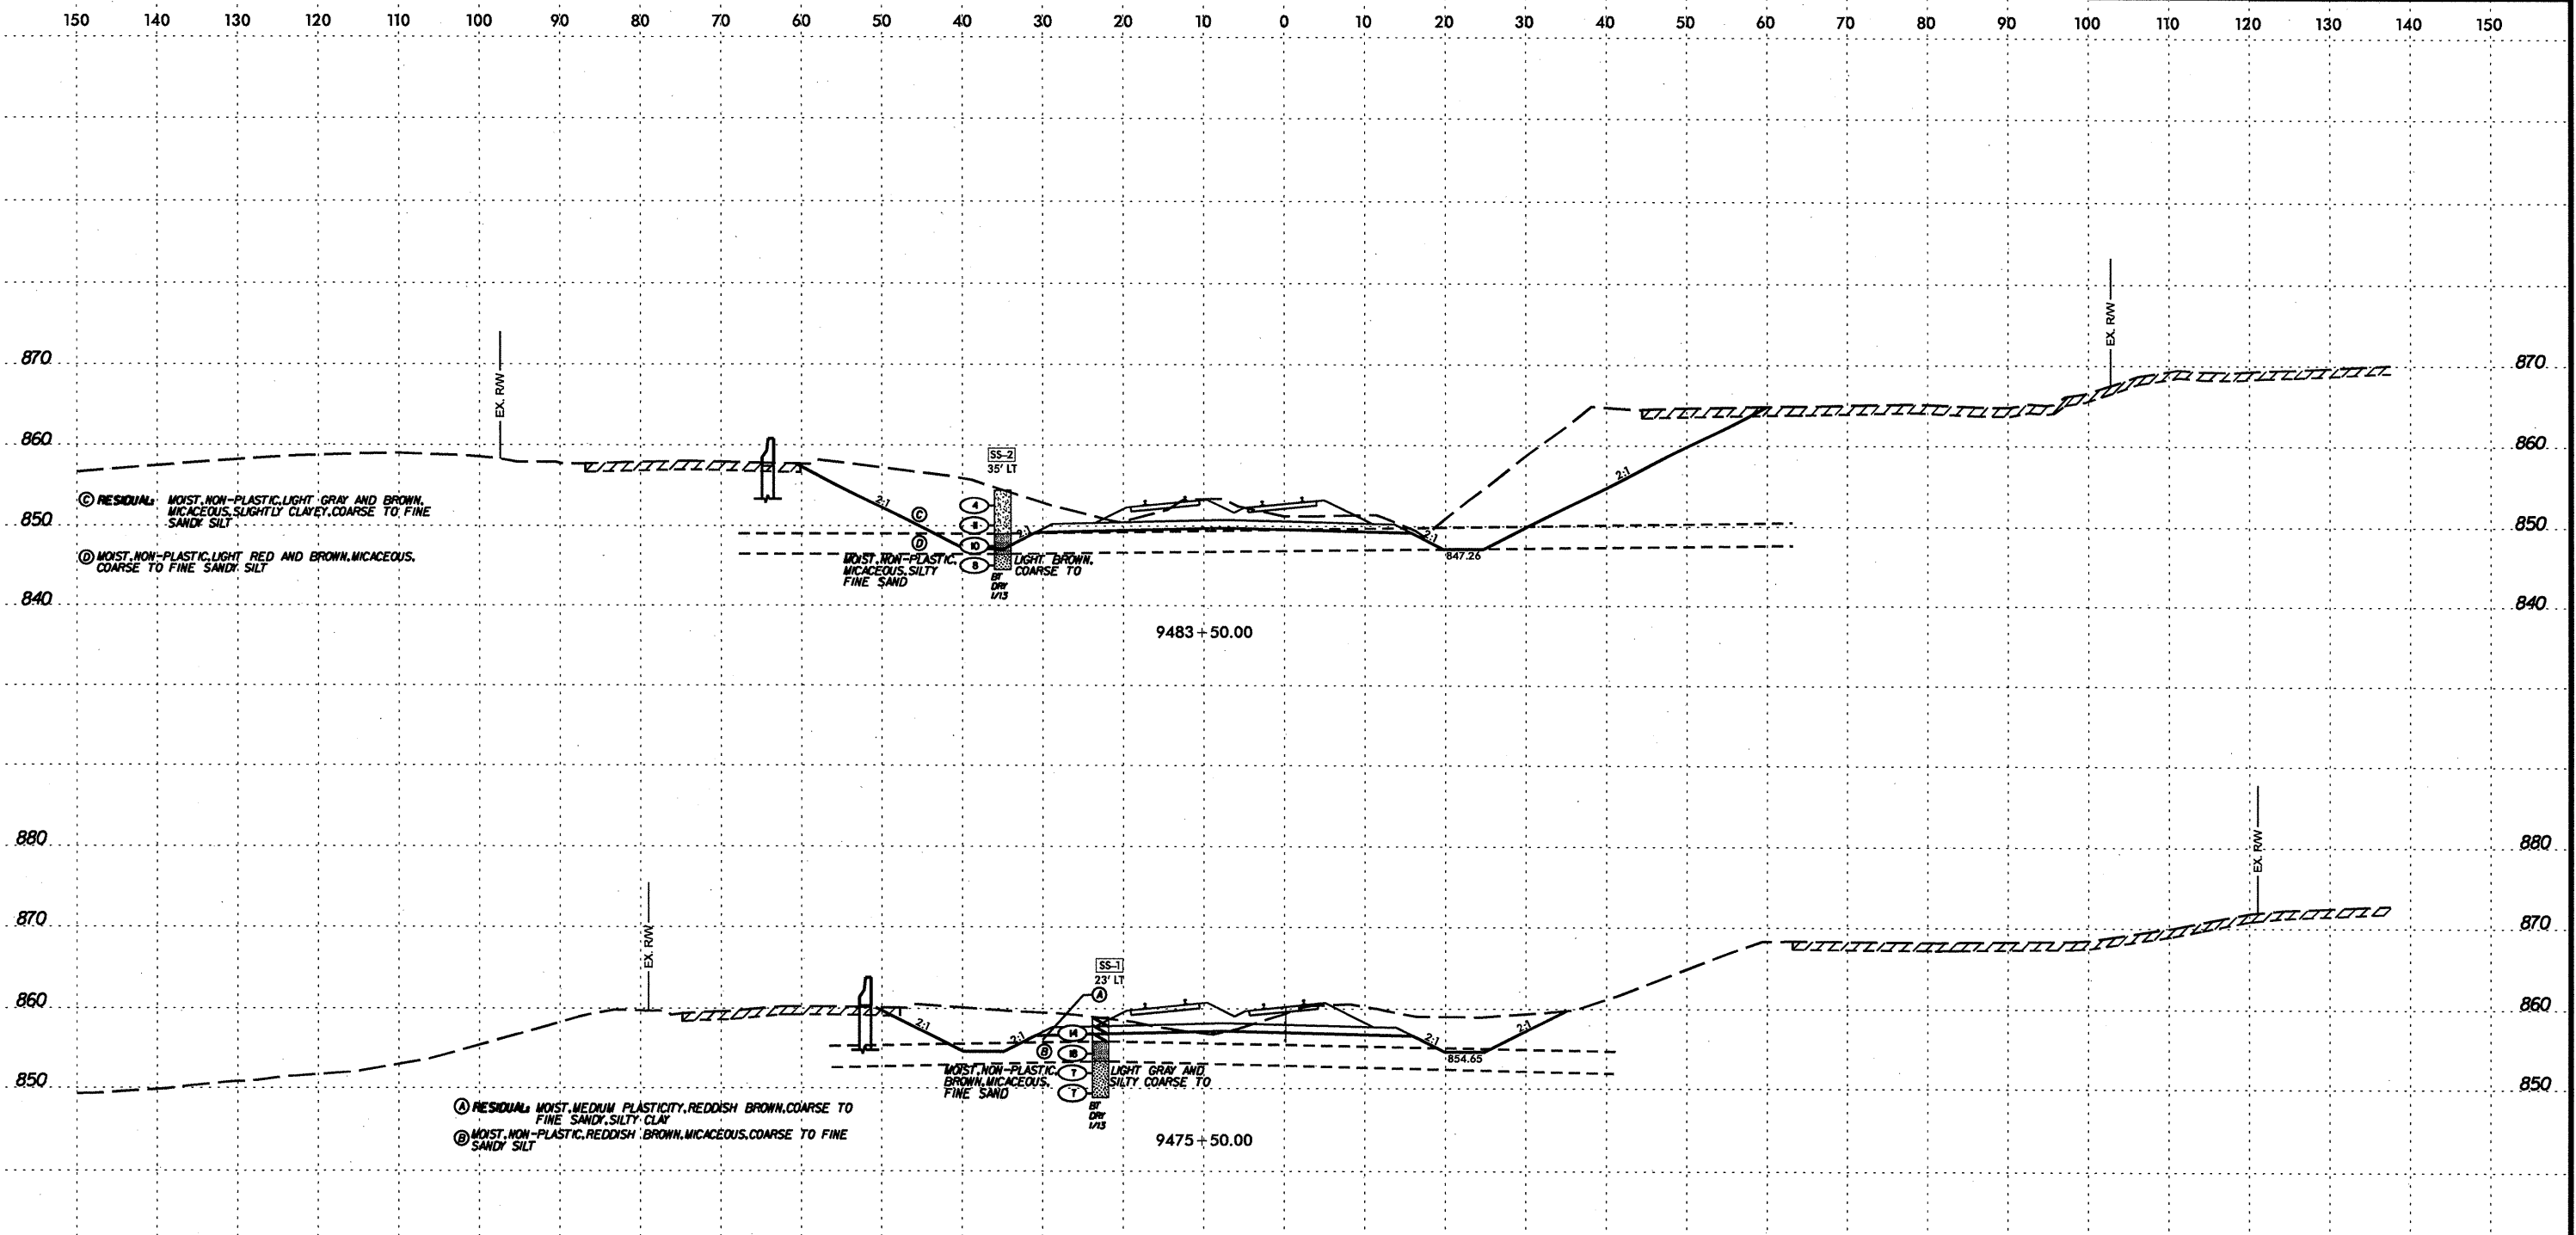 150 140 130 120 110 100 90 80 70 60 50 40 30 20 10 0 10 20 30 40 50 60 70 80 90 100 110 120 130 140 150
EX. R/W
870 870
EX. R/W
860 860
SS-2
35' LT
C RESIDUAL: MOIST, NON-PLASTIC, LIGHT GRAY AND BROWN,
MICACEOUS, SLIGHTLY CLAYEY, COARSE TO FINE
SANDY SILT
2:1
C
4
2:1
850 850
11
2:1
2:1
D
10
847.26
D MOIST, NON-PLASTIC, LIGHT RED AND BROWN, MICACEOUS,
COARSE TO FINE SANDY SILT
MOIST, NON-PLASTIC, LIGHT BROWN,
MICACEOUS, SILTY COARSE TO
FINE SAND
8
BT
DRY
1/13
840 840
9483+50.00
880 880
EX. R/W
870 870
EX. R/W
SS-1
23' LT
A
860 860
2:1
2:1
14
2:1
2:1
B
18
854.65
MOIST, NON-PLASTIC, LIGHT GRAY AND
BROWN, MICACEOUS, SILTY COARSE TO
FINE SAND
7
850 850
7
BT
DRY
1/13
A RESIDUAL: MOIST, MEDIUM PLASTICITY, REDDISH BROWN, COARSE TO
FINE SANDY, SILTY CLAY
B MOIST, NON-PLASTIC, REDDISH BROWN, MICACEOUS, COARSE TO FINE
SANDY SILT
9475+50.00